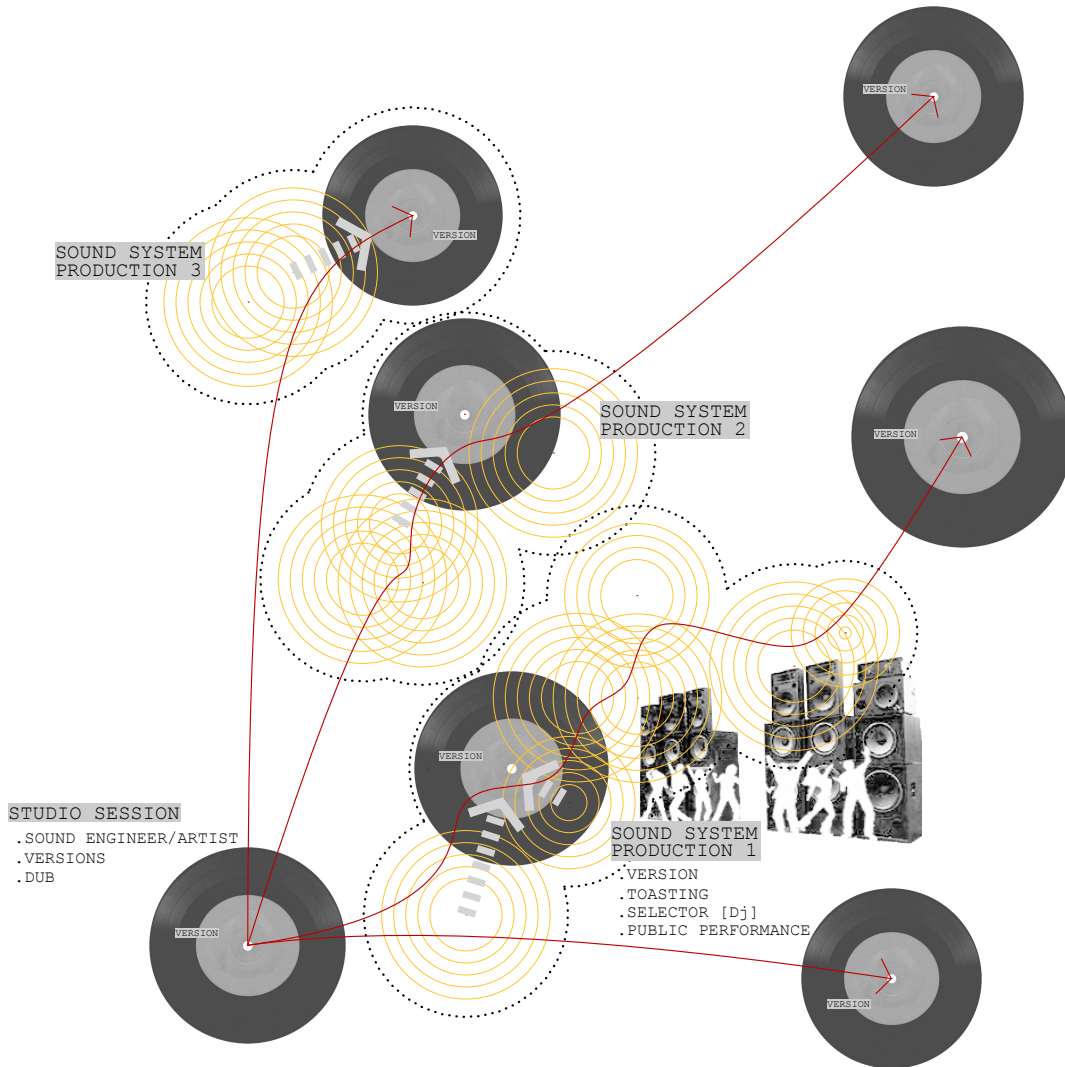 VERSION
VERSION
SOUND SYSTEM
PRODUCTION 3
VERSION
SOUND SYSTEM
PRODUCTION 2
VERSION
VERSION
STUDIO SESSION
.SOUND ENGINEER/ARTIST
.VERSIONS
.DUB
SOUND SYSTEM
PRODUCTION 1
.VERSION
.TOASTING
.SELECTOR [Dj]
.PUBLIC PERFORMANCE
VERSION
VERSION